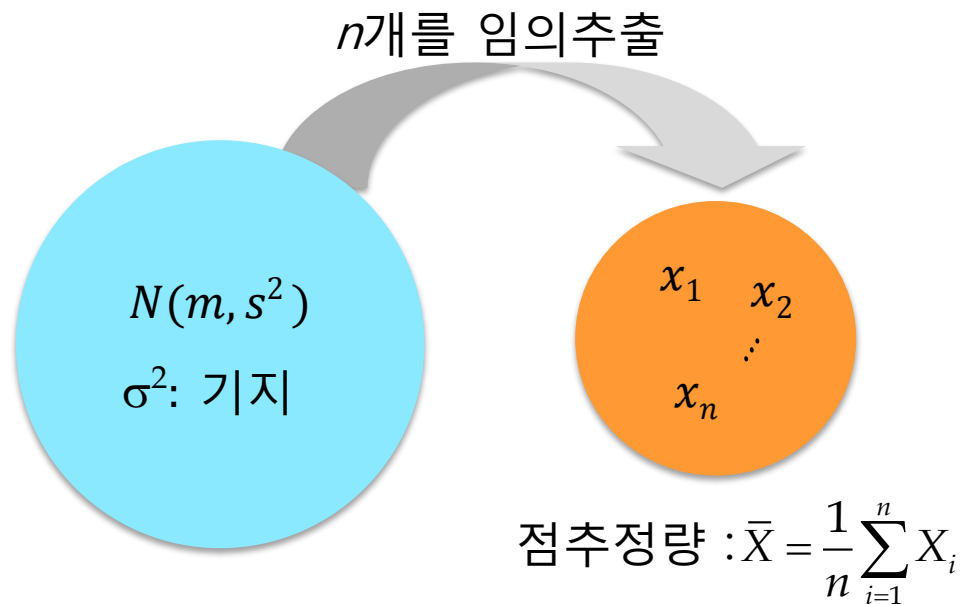 n개를 임의추출
N(m, s²)
σ²: 기지
x₁ x₂
⋰
xₙ
점추정량 : X̄ = 1/n ∑ᵢ₌₁ⁿ Xᵢ